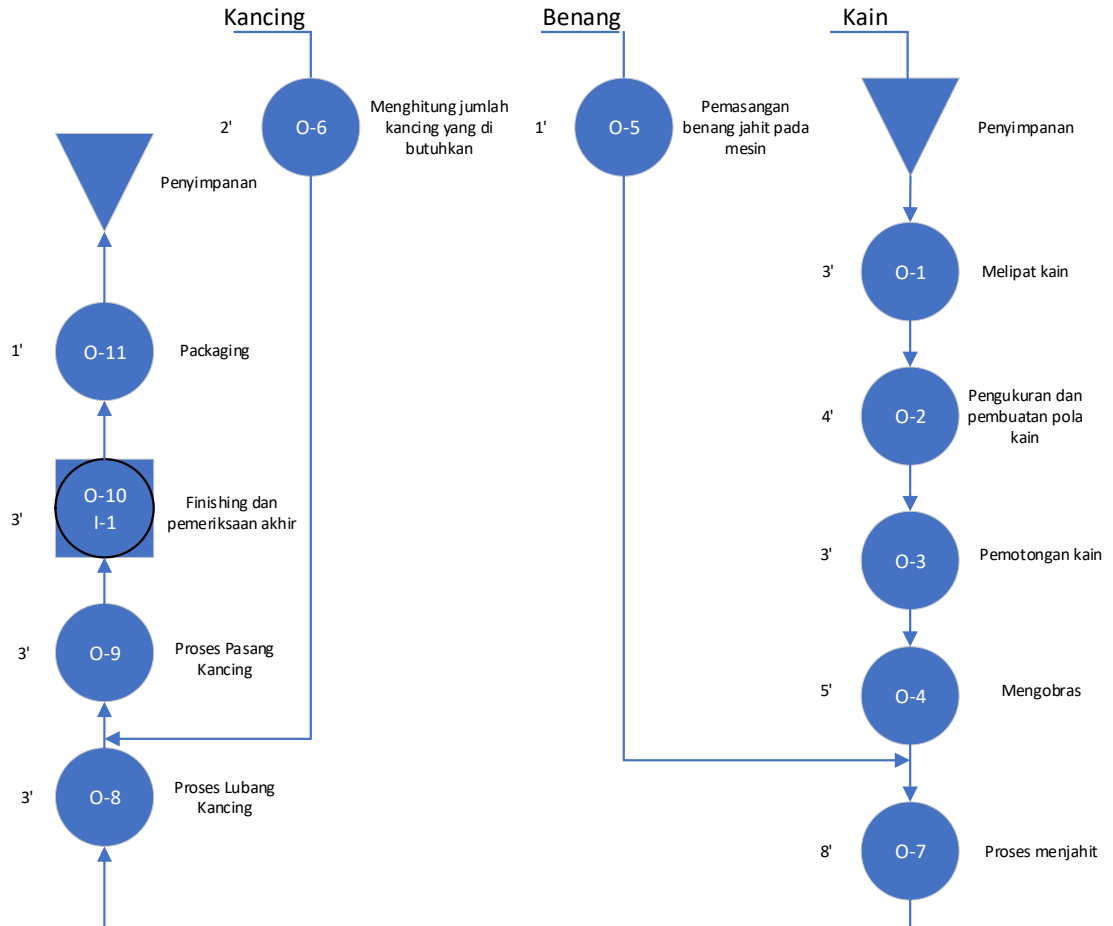 Kancing
Benang
Kain
2'
O-6
Menghitung jumlah
kancing yang di
butuhkan
1'
O-5
Pemasangan
benang jahit pada
mesin
Penyimpanan
Penyimpanan
3'
O-1
Melipat kain
1'
O-11
Packaging
4'
O-2
Pengukuran dan
pembuatan pola
kain
3'
O-10
I-1
Finishing dan
pemeriksaan akhir
3'
O-3
Pemotongan kain
3'
O-9
Proses Pasang
Kancing
5'
O-4
Mengobras
3'
O-8
Proses Lubang
Kancing
8'
O-7
Proses menjahit